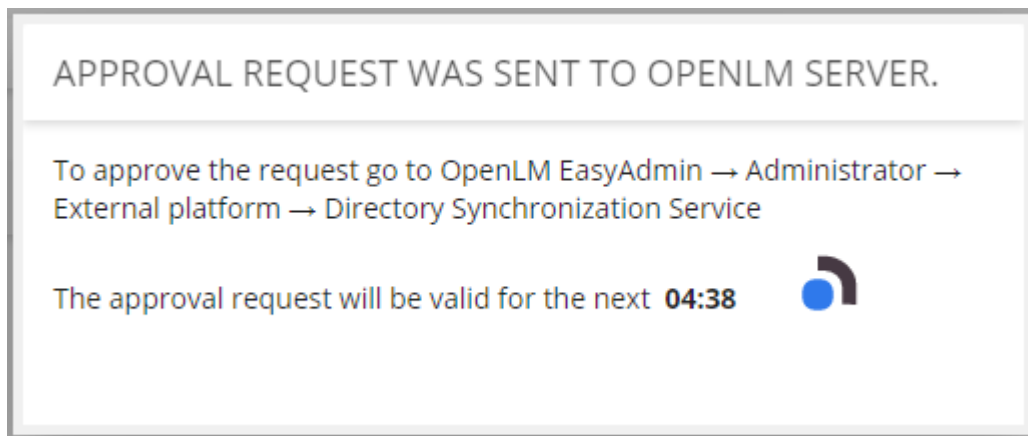 APPROVAL REQUEST WAS SENT TO OPENLM SERVER.
To approve the request go to OpenLM EasyAdmin → Administrator →
External platform → Directory Synchronization Service
The approval request will be valid for the next 04:38